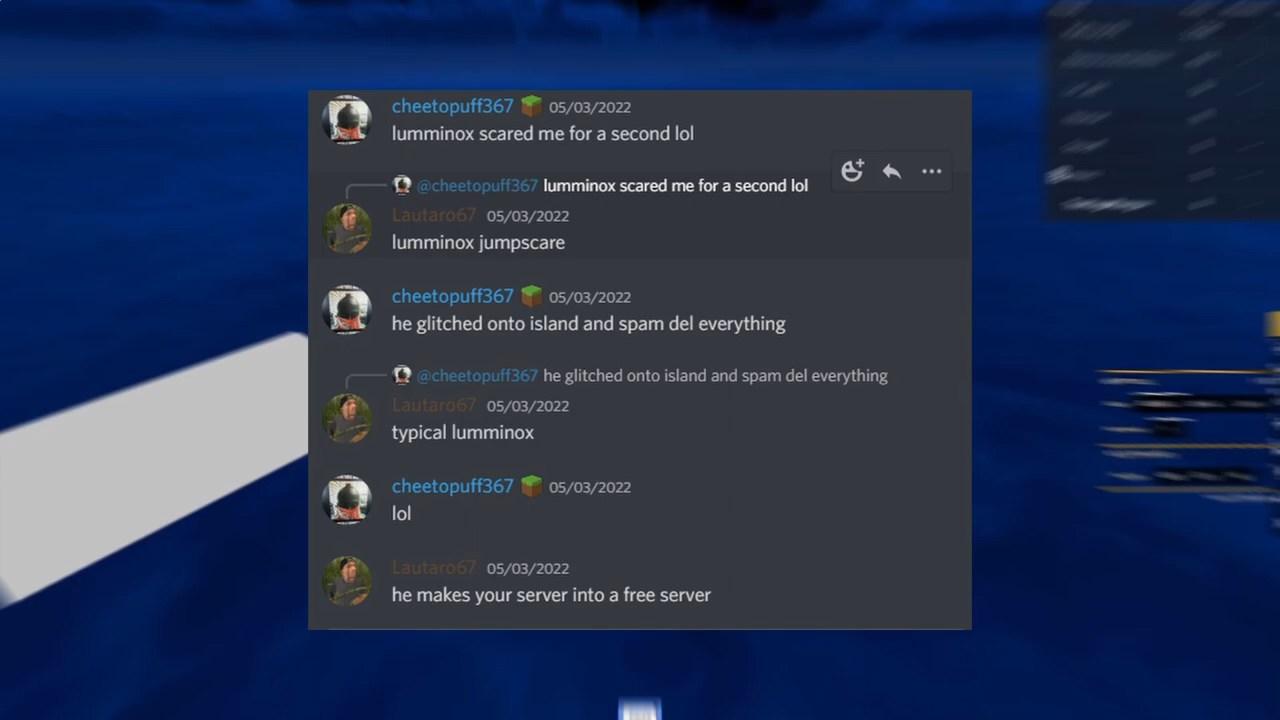 cheetopuff367 05/03/2022
lumminox scared me for a second lol
@cheetopuff367 lumminox scared me for a second lol
Lautaro67 05/03/2022
lumminox jumpscare
cheetopuff367 05/03/2022
he glitched onto island and spam del everything
@cheetopuff367 he glitched onto island and spam del everything
Lautaro67 05/03/2022
typical lumminox
cheetopuff367 05/03/2022
lol
Lautaro67 05/03/2022
he makes your server into a free server